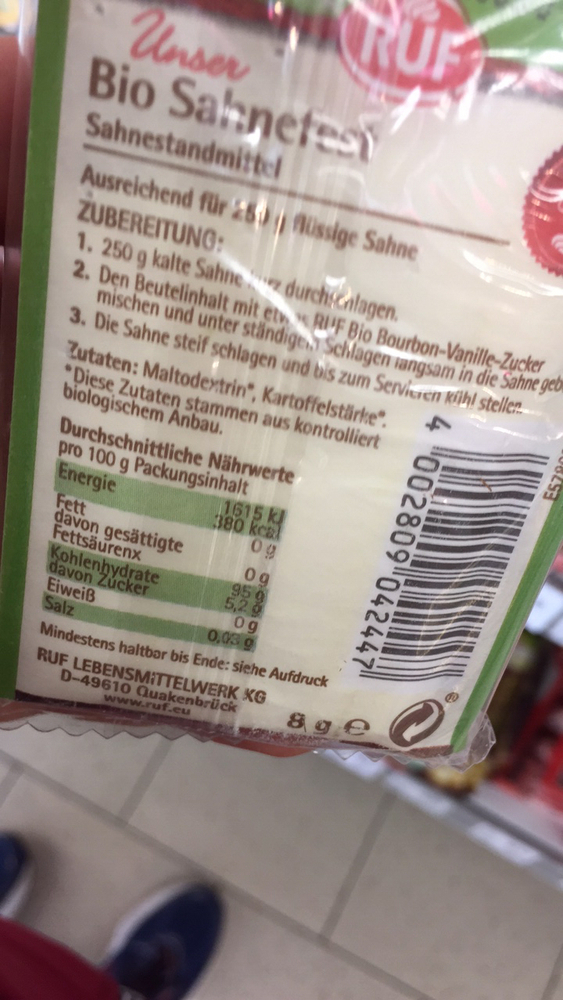 RUF
Unser
Bio Sahnefest
Sahnestandmittel
Ausreichend für 250 g flüssige Sahne
ZUBEREITUNG:
1. 250 g kalte Sahne kurz durchschlagen.
2. Den Beutelinhalt mit etwas RUF Bio Bourbon-Vanille-Zucker
mischen und unter ständigem Schlagen langsam in die Sahne geb
3. Die Sahne steif schlagen und bis zum Servieren kühl stellen.
Zutaten: Maltodextrin*, Kartoffelstärke*.
*Diese Zutaten stammen aus kontrolliert
biologischem Anbau.
Durchschnittliche Nährwerte
pro 100 g Packungsinhalt
Energie 1615 kJ
380 kcal
Fett 0 g
davon gesättigte
Fettsäurenx 0 g
Kohlenhydrate 95 g
davon Zucker 5,2 g
Eiweiß 0 g
Salz 0,03 g
Mindestens haltbar bis Ende: siehe Aufdruck
RUF LEBENSMITTELWERK KG
D-49610 Quakenbrück
www.ruf.eu
8 g e
4 002809 042447